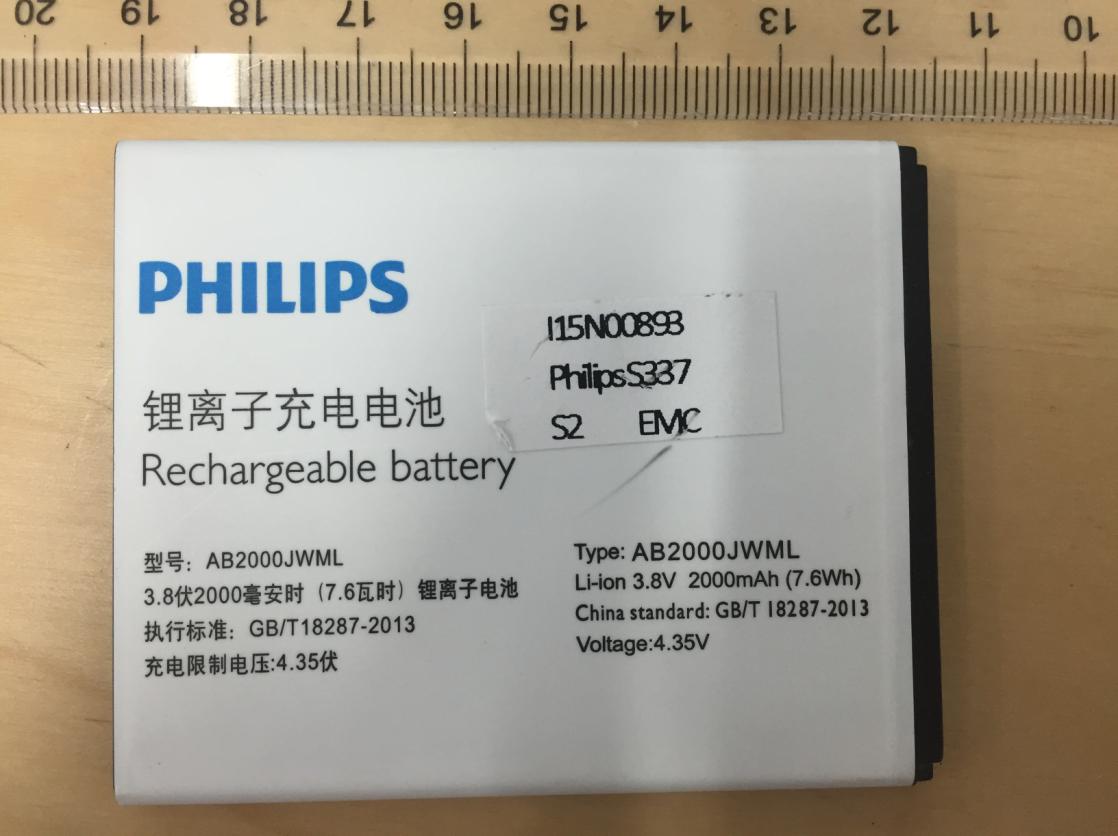 20 19 18 17 16 15 14 13 12 11 10
PHILIPS
I15N00893
Philips S337
S2 EMC
锂离子充电电池
Rechargeable battery
型号: AB2000JWML
3.8伏2000毫安时 (7.6瓦时) 锂离子电池
执行标准: GB/T18287-2013
充电限制电压:4.35伏
Type: AB2000JWML
Li-ion 3.8V 2000mAh (7.6Wh)
China standard: GB/T 18287-2013
Voltage:4.35V